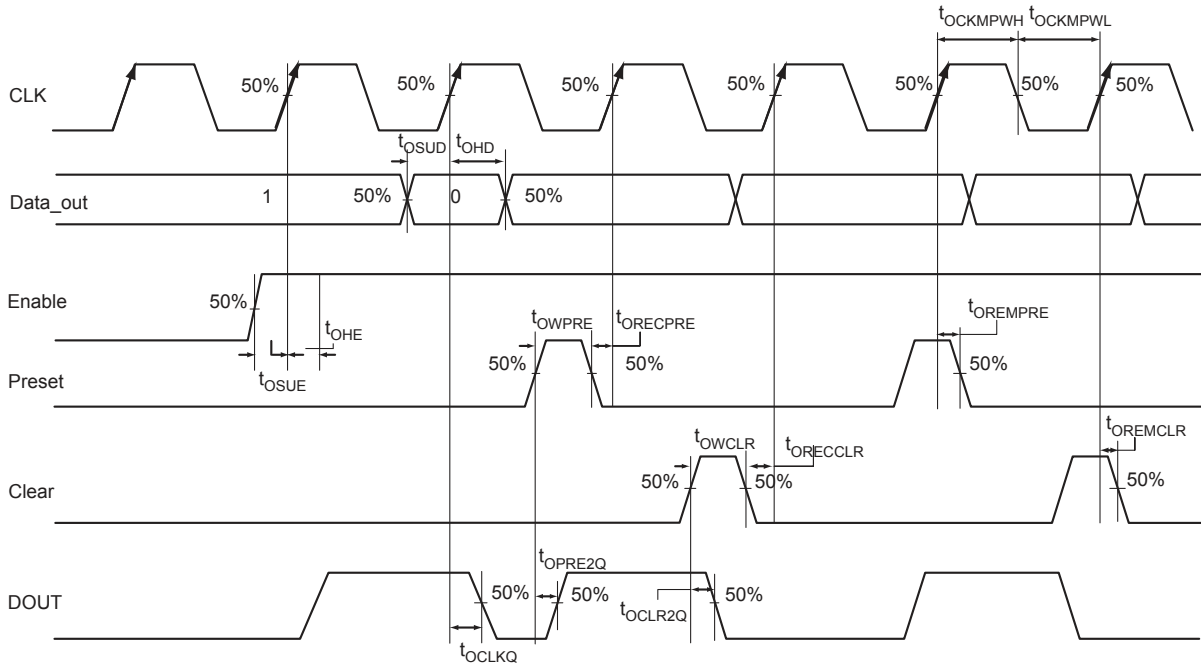 tOCKMPWH tOCKMPWL
CLK
50% 50% 50% 50% 50% 50% 50%
tOSUD tOHD
Data_out
1 50% 0 50%
Enable
50%
tOHE
tOSUE
tOWPRE tORECPRE
tOREMPRE
Preset
50% 50% 50%
tOWCLR tORECCLR
tOREMCLR
Clear
50% 50% 50%
DOUT
tOPRE2Q
50% 50% 50%
tOCLR2Q
tOCLKQ